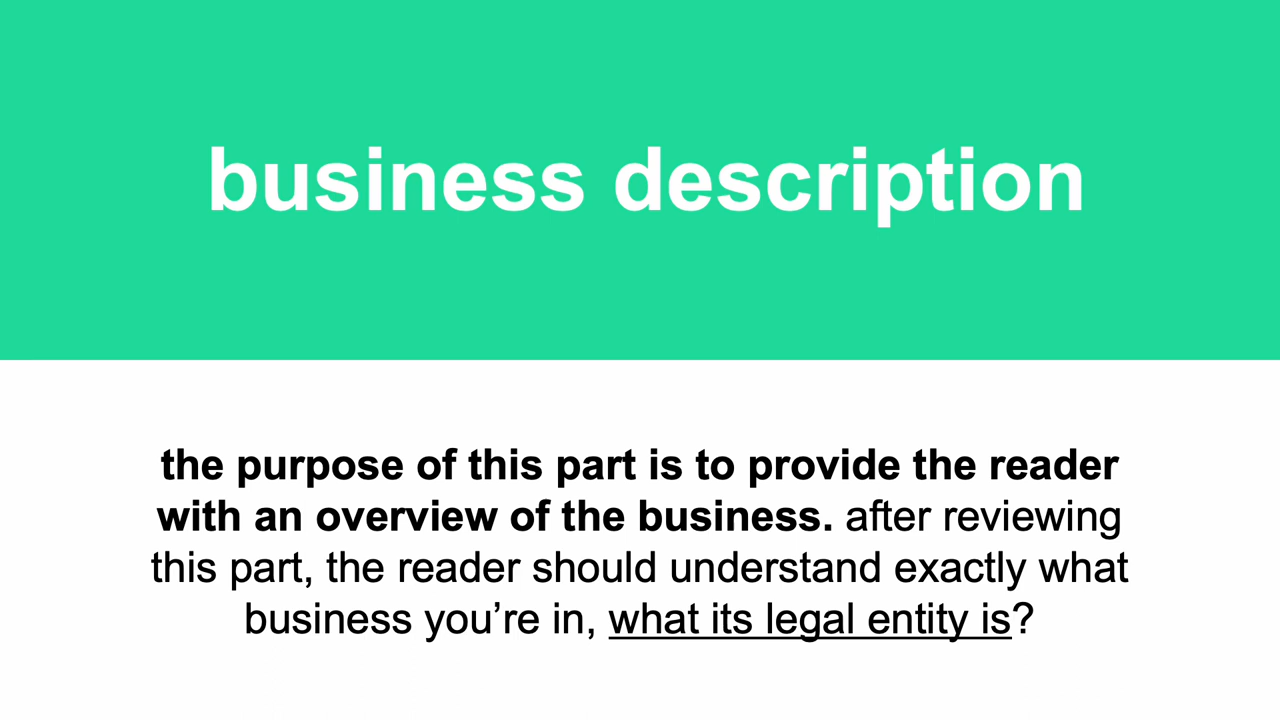 business description
the purpose of this part is to provide the reader
with an overview of the business. after reviewing
this part, the reader should understand exactly what
business you’re in, what its legal entity is?